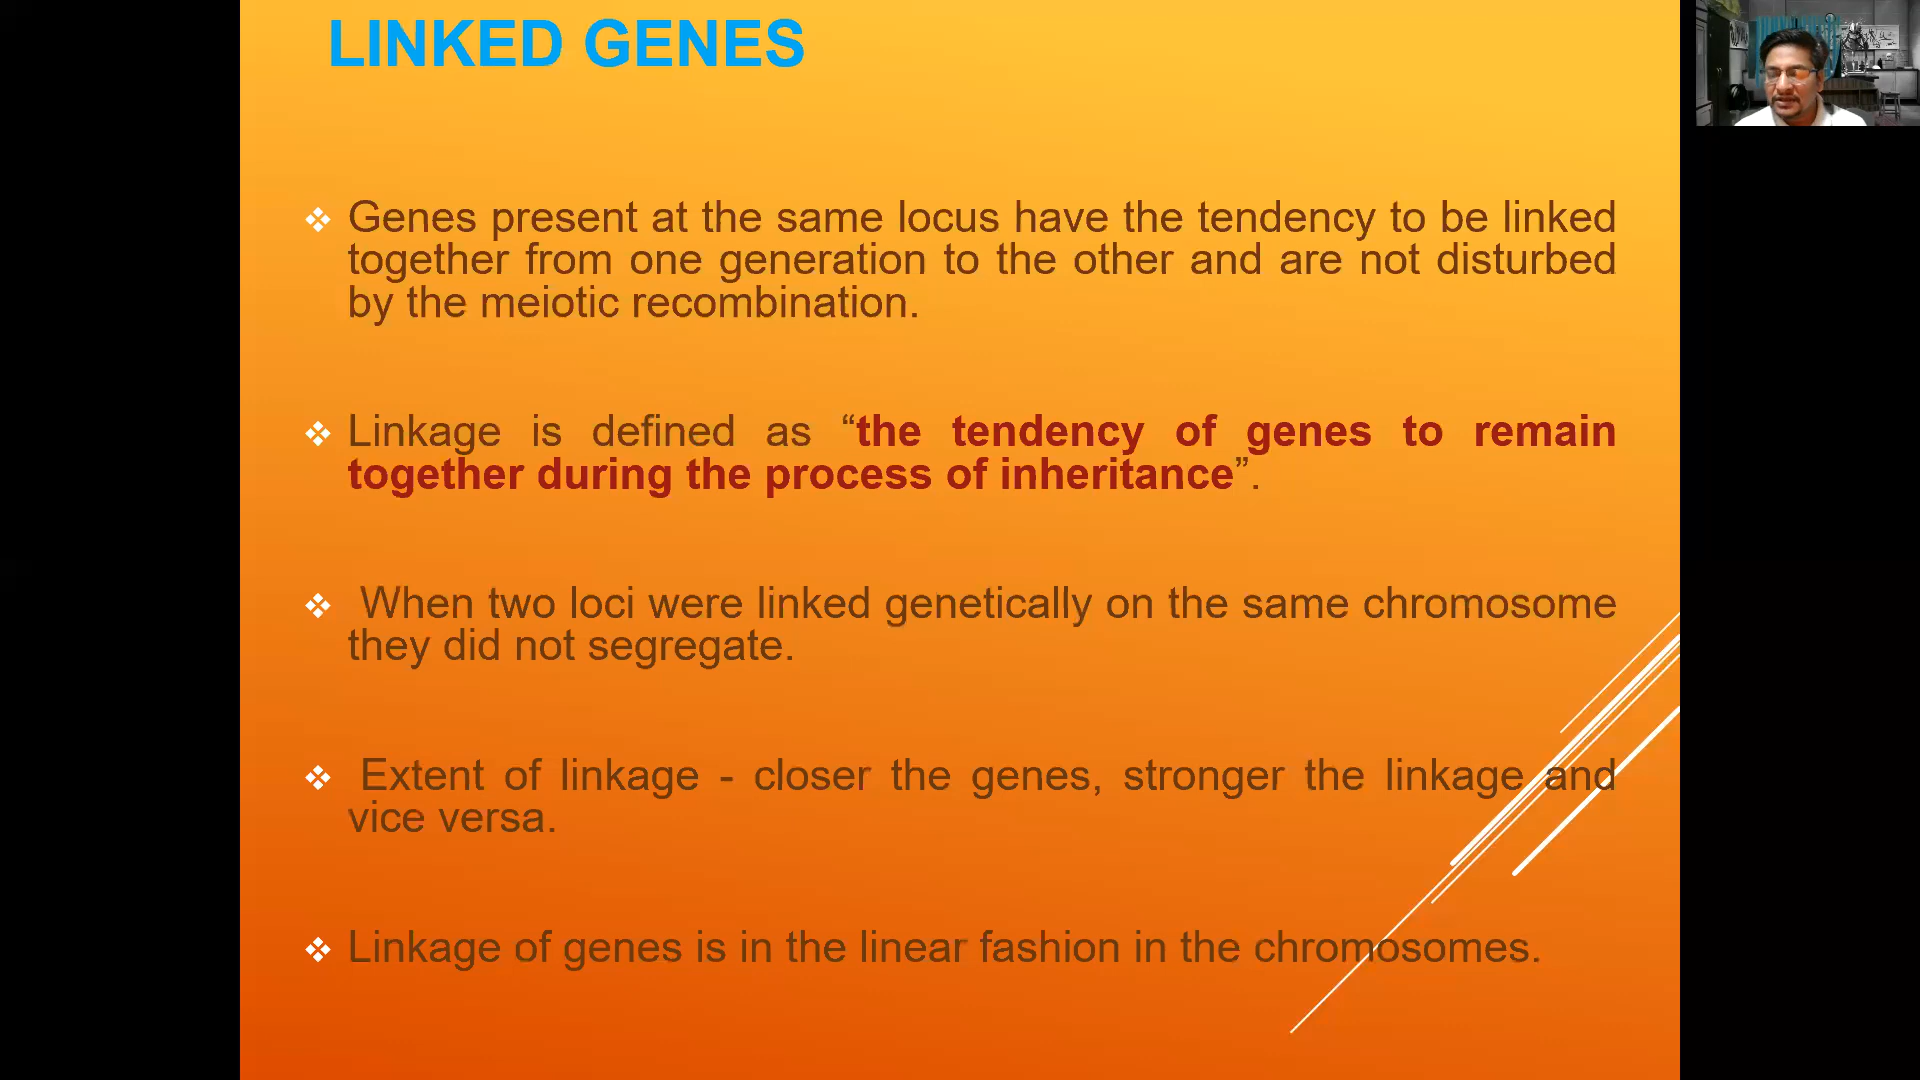 LINKED GENES
Genes present at the same locus have the tendency to be linked
together from one generation to the other and are not disturbed
by the meiotic recombination.
Linkage is defined as “the tendency of genes to remain
together during the process of inheritance”.
When two loci were linked genetically on the same chromosome
they did not segregate.
Extent of linkage - closer the genes, stronger the linkage and
vice versa.
Linkage of genes is in the linear fashion in the chromosomes.